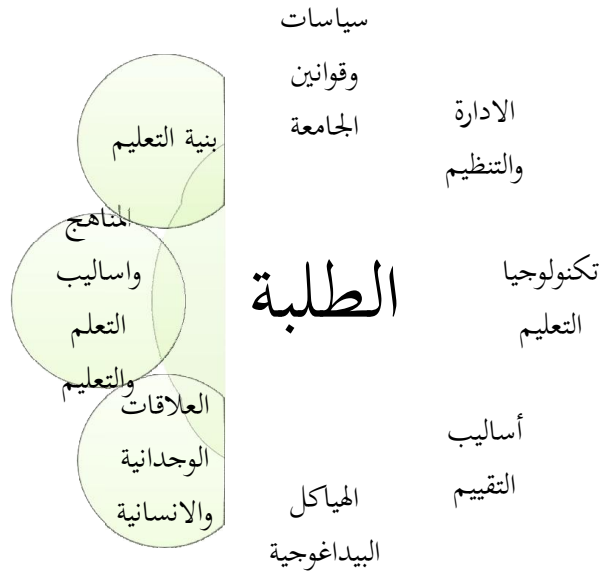 سياسات
وقوانين
الجامعة
الادارة
والتنظيم
تكنولوجيا
التعليم
أساليب
التقييم
الهياكل
البيداغوجية
العلاقات
الوجدانية
والانسانية
المناهج
واساليب
التعلم
والتعليم
بنية التعليم
الطلبة